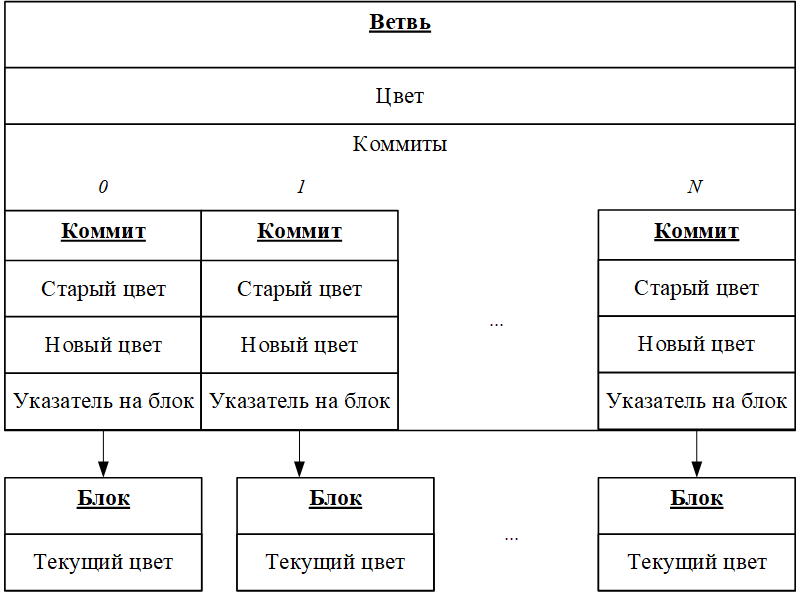 Ветвь
Цвет
Коммиты
0 1 N
Коммит Коммит Коммит
Старый цвет Старый цвет ... Старый цвет
Новый цвет Новый цвет Новый цвет
Указатель на блок Указатель на блок Указатель на блок
Блок Блок Блок
Текущий цвет Текущий цвет ... Текущий цвет